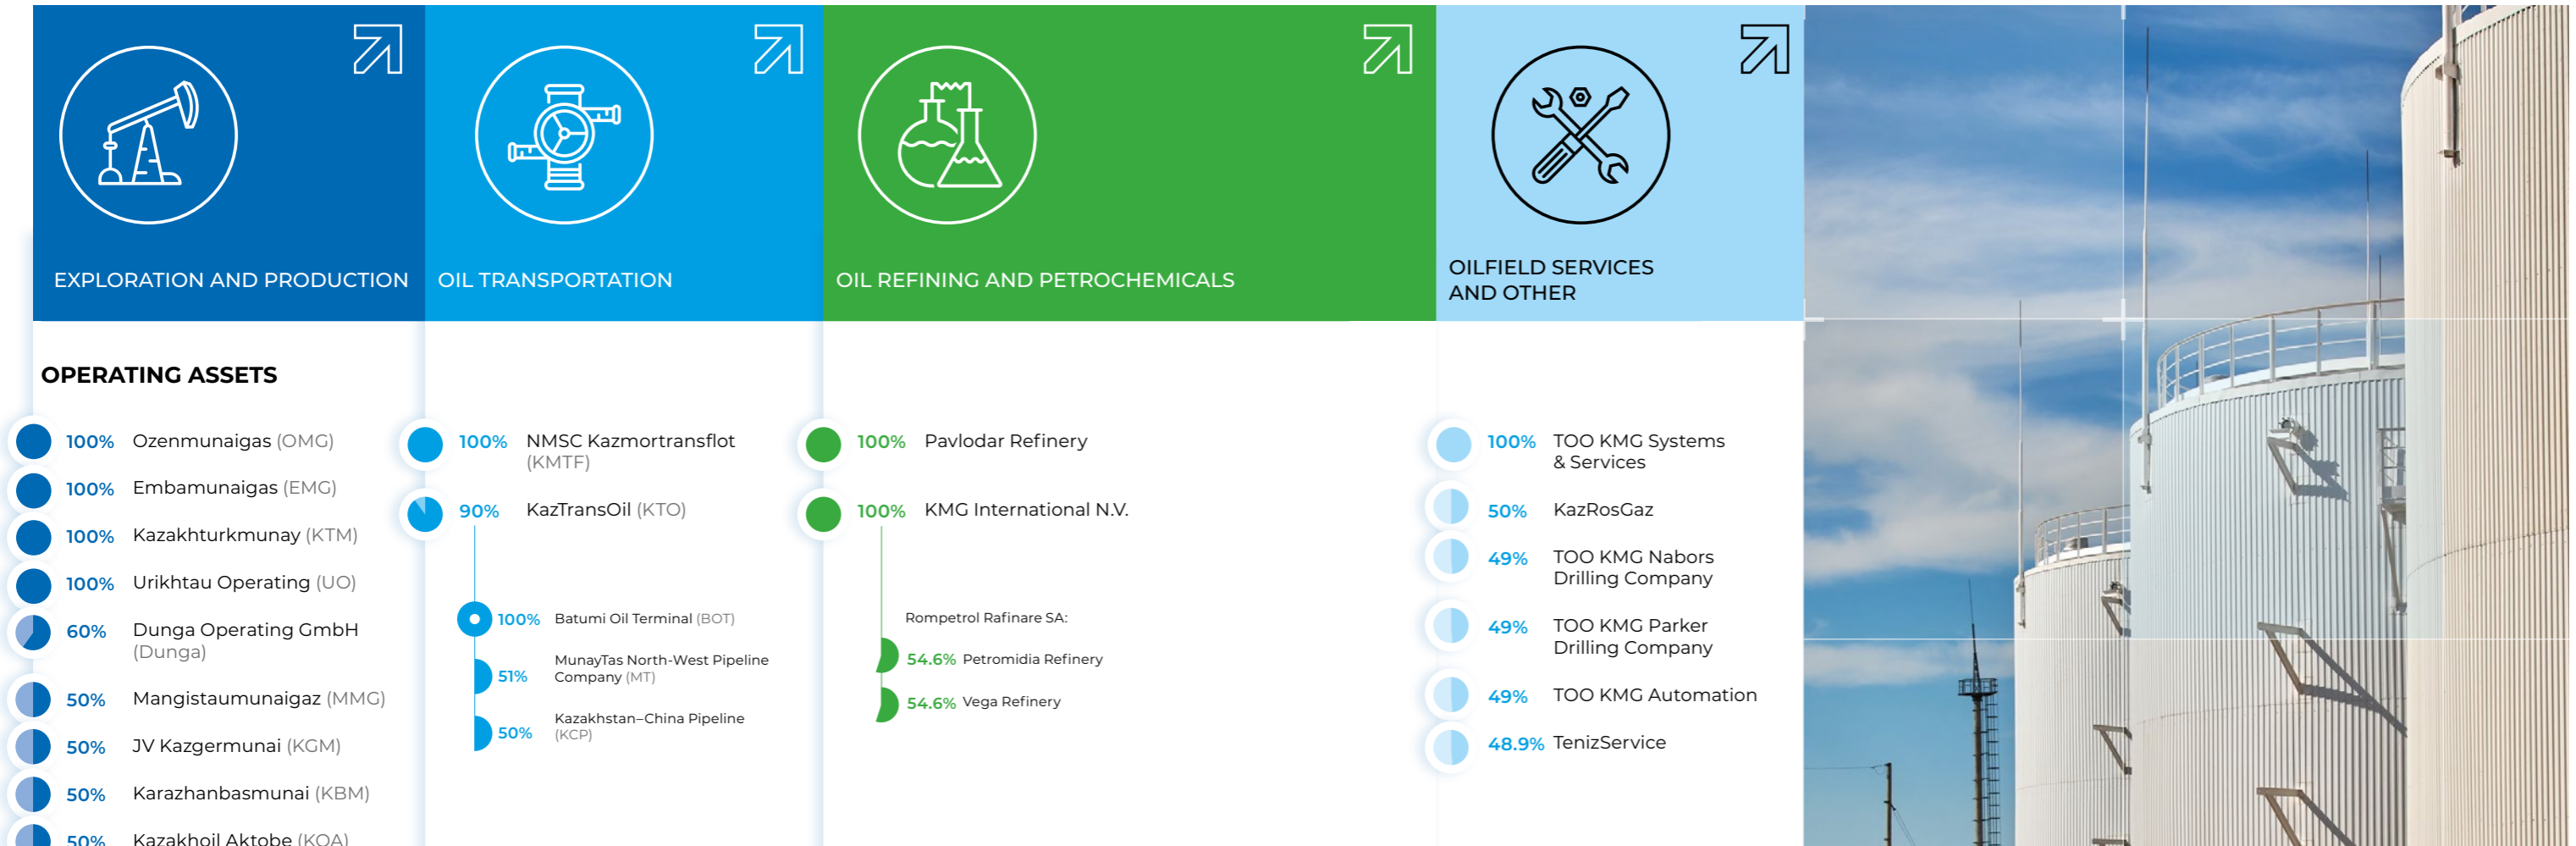 EXPLORATION AND PRODUCTION
OPERATING ASSETS
100% Ozenmunaigas (OMG)
100% Embamunaigas (EMG)
100% Kazakhturkmunay (KTM)
100% Urikhtau Operating (UO)
60% Dunga Operating GmbH
(Dunga)
50% Mangistaumunaigaz (MMG)
50% JV Kazgermunai (KGM)
50% Karazhanbasmunai (KBM)
50% Kazakhoil Aktobe (KOA)
OIL TRANSPORTATION
100% NMSC Kazmortransflot
(KMTF)
90% KazTransOil (KTO)
100% Batumi Oil Terminal (BOT)
51% MunayTas North-West Pipeline
Company (MT)
50% Kazakhstan–China Pipeline
(KCP)
OIL REFINING AND PETROCHEMICALS
100% Pavlodar Refinery
100% KMG International N.V.
Rompetrol Rafinare SA:
54.6% Petromidia Refinery
54.6% Vega Refinery
OILFIELD SERVICES
AND OTHER
100% TOO KMG Systems
& Services
50% KazRosGaz
49% TOO KMG Nabors
Drilling Company
49% TOO KMG Parker
Drilling Company
49% TOO KMG Automation
48.9% TenizService